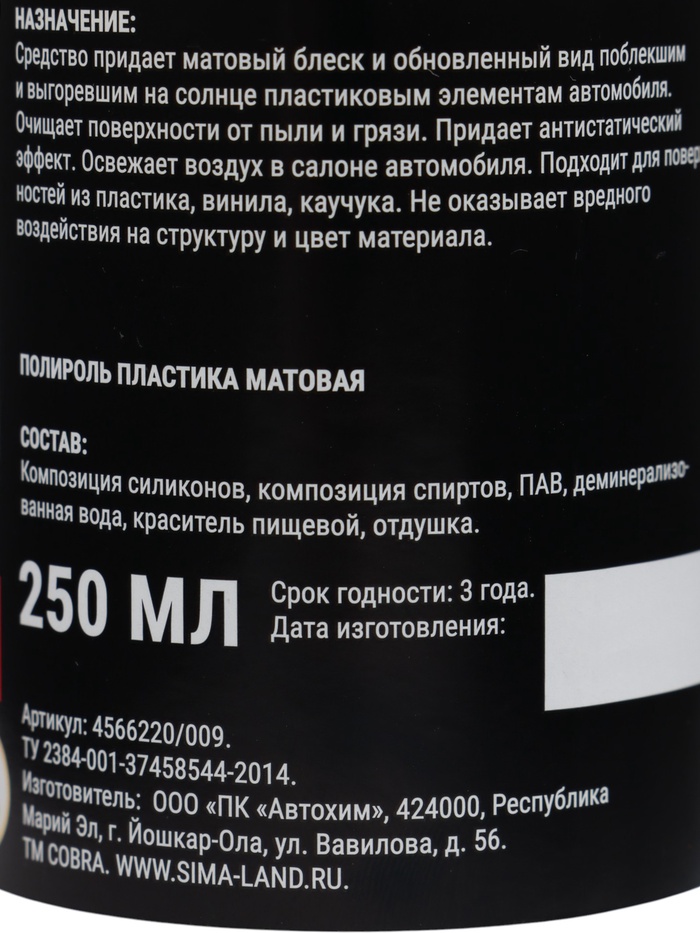 НАЗНАЧЕНИЕ:
Средство придает матовый блеск и обновленный вид поблекшим
и выгоревшим на солнце пластиковым элементам автомобиля.
Очищает поверхности от пыли и грязи. Придает антистатический
эффект. Освежает воздух в салоне автомобиля. Подходит для повер
ностей из пластика, винила, каучука. Не оказывает вредного
воздействия на структуру и цвет материала.
ПОЛИРОЛЬ ПЛАСТИКА МАТОВАЯ
СОСТАВ:
Композиция силиконов, композиция спиртов, ПАВ, деминерализо-
ванная вода, краситель пищевой, отдушка.
250 МЛ
Срок годности: 3 года.
Дата изготовления:
Артикул: 4566220/009.
ТУ 2384-001-37458544-2014.
Изготовитель: ООО «ПК «Автохим», 424000, Республика
Марий Эл, г. Йошкар-Ола, ул. Вавилова, д. 56.
ТМ COBRA. WWW.SIMA-LAND.RU.